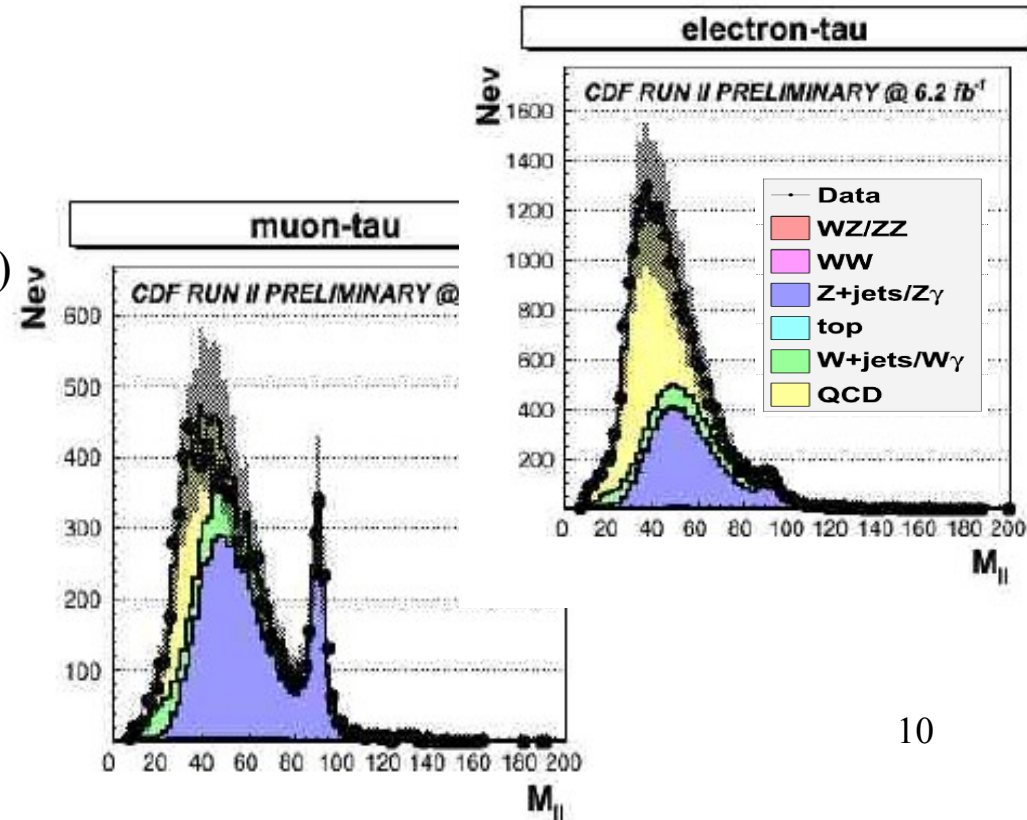 electron-tau
CDF RUN II PRELIMINARY @ 6.2 fb⁻¹
Nev
1600
1400
1200
1000
800
600
400
200
Data
WZ/ZZ
WW
Z+jets/Zγ
top
W+jets/Wγ
QCD
0 20 40 60 80 100 120 140 160 180 200
M_ll
muon-tau
)
CDF RUN II PRELIMINARY @
Nev
600
500
400
300
200
100
0 20 40 60 80 100 120 140 160 180 200
M_ll
10